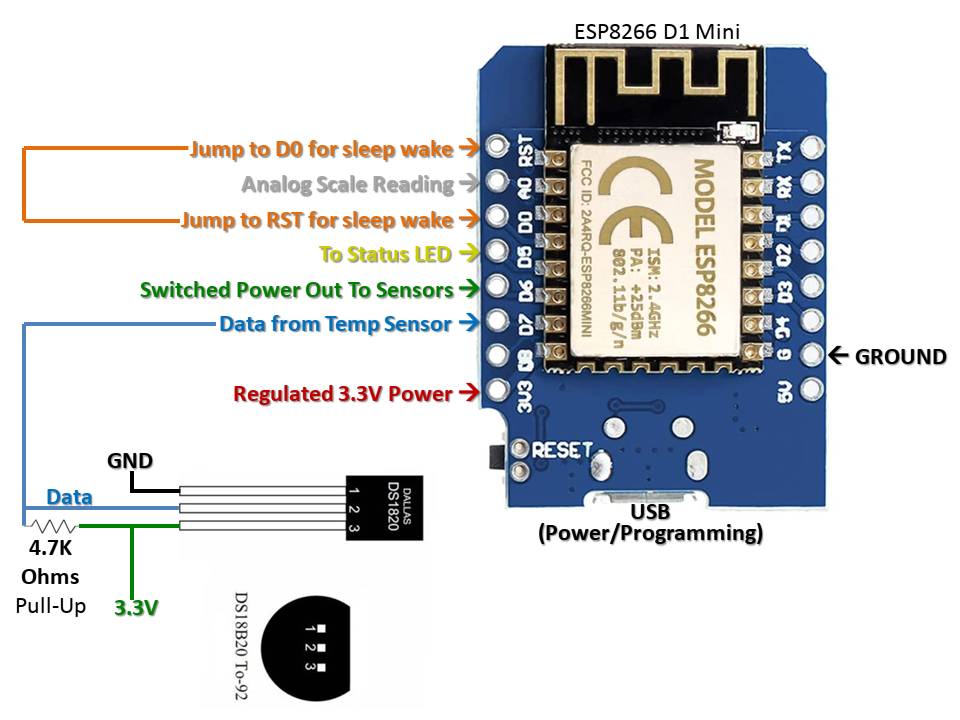 ESP8266 D1 Mini
Jump to D0 for sleep wake
Analog Scale Reading
Jump to RST for sleep wake
To Status LED
Switched Power Out To Sensors
Data from Temp Sensor
Regulated 3.3V Power
RST
A0
D0
D5
D6
D7
D8
3V3
MODEL ESP8266
ISM: 2.4GHz
PA: +25dBm
802.11b/g/n
CE
FCC ID: 2A4RQ-ESP8266MINI
TX
RX
D1
D2
D3
D4
G
5V
GROUND
RESET
USB
(Power/Programming)
GND
Data
4.7K
Ohms
Pull-Up
3.3V
1
2
3
DALLAS
DS1820
DS18B20 To-92
1
2
3